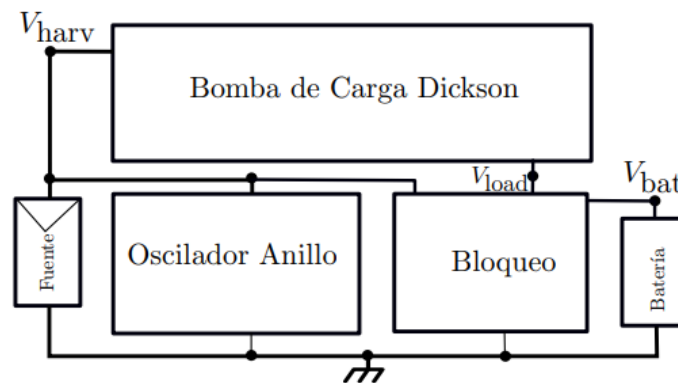 V_harv
Bomba de Carga Dickson
V_load
V_bat
Fuente
Oscilador Anillo
Bloqueo
Batería